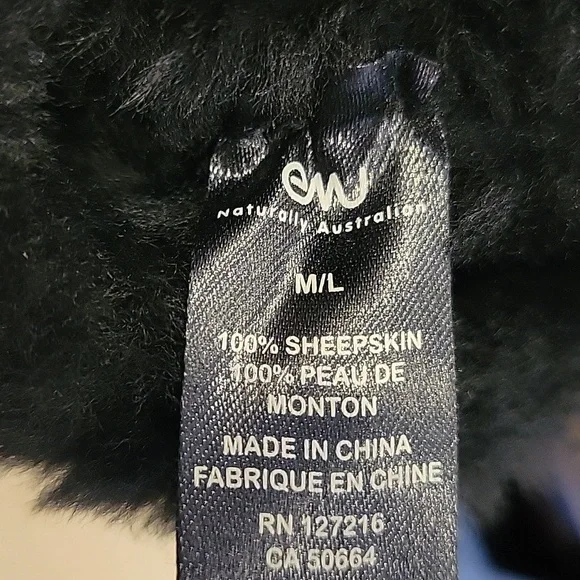 emu
Naturally Australian
M/L
100% SHEEPSKIN
100% PEAU DE
MONTON
MADE IN CHINA
FABRIQUE EN CHINE
RN 127216
CA 50664